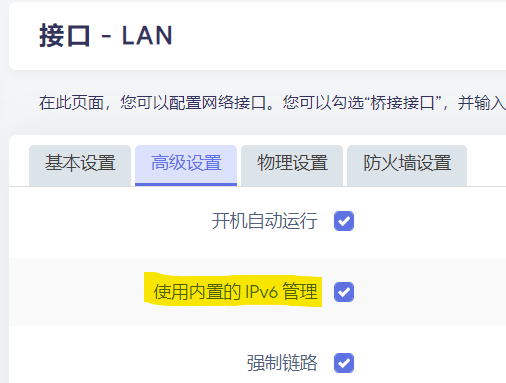 接口 - LAN
在此页面，您可以配置网络接口。您可以勾选“桥接接口”，并输入
基本设置 高级设置 物理设置 防火墙设置
开机自动运行
使用内置的 IPv6 管理
强制链路